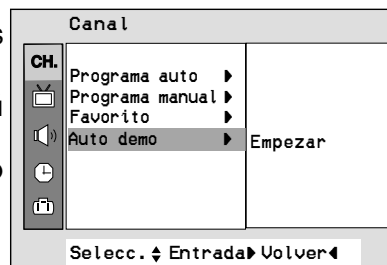 Canal
CH.
Programa auto
Programa manual
Favorito
Auto demo Empezar
Selecc. Entrada Volver